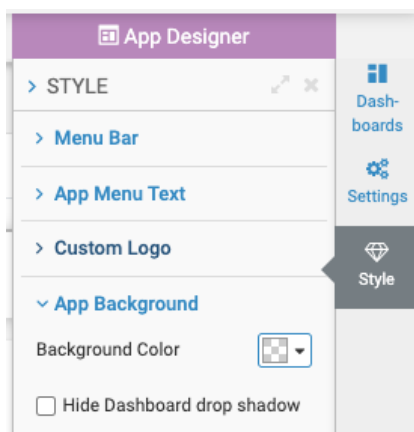 App Designer
STYLE
Menu Bar
App Menu Text
Custom Logo
App Background
Background Color
Hide Dashboard drop shadow
Dash-
boards
Settings
Style